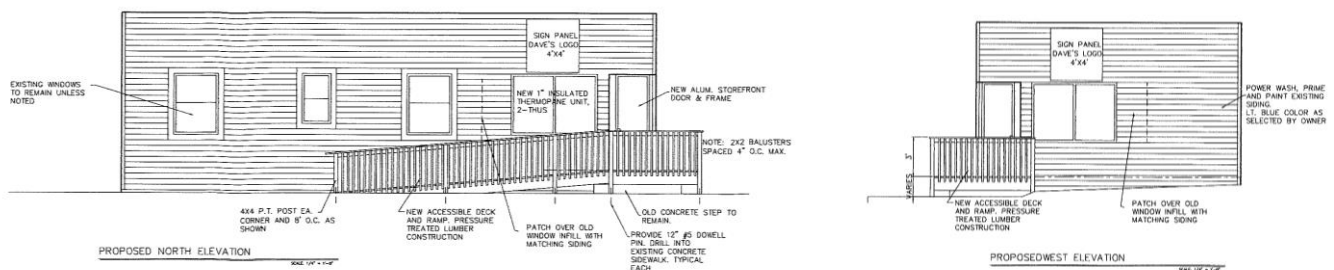 SIGN PANEL
DAVE'S LOGO
4'X4'
EXISTING WINDOWS
TO REMAIN UNLESS
NOTED
NEW 1" INSULATED
THERMOPANE UNIT,
2-THUS
NEW ALUM. STOREFRONT
DOOR & FRAME
NOTE: 2X2 BALUSTERS
SPACED 4" O.C. MAX.
4X4 P.T. POST EA.
CORNER AND 8' O.C. AS
SHOWN
NEW ACCESSIBLE DECK
AND RAMP. PRESSURE
TREATED LUMBER
CONSTRUCTION
PATCH OVER OLD
WINDOW INFILL WITH
MATCHING SIDING
OLD CONCRETE STEP TO
REMAIN.
PROVIDE 12" #5 DOWELL
PIN. DRILL INTO
EXISTING CONCRETE
SIDEWALK. TYPICAL
EACH
PROPOSED NORTH ELEVATION
SIGN PANEL
DAVE'S LOGO
4'X4'
POWER WASH, PRIME
AND PAINT EXISTING
SIDING.
LT. BLUE COLOR AS
SELECTED BY OWNER
VARIES
NEW ACCESSIBLE DECK
AND RAMP. PRESSURE
TREATED LUMBER
CONSTRUCTION
PATCH OVER OLD
WINDOW INFILL WITH
MATCHING SIDING
PROPOSEDWEST ELEVATION